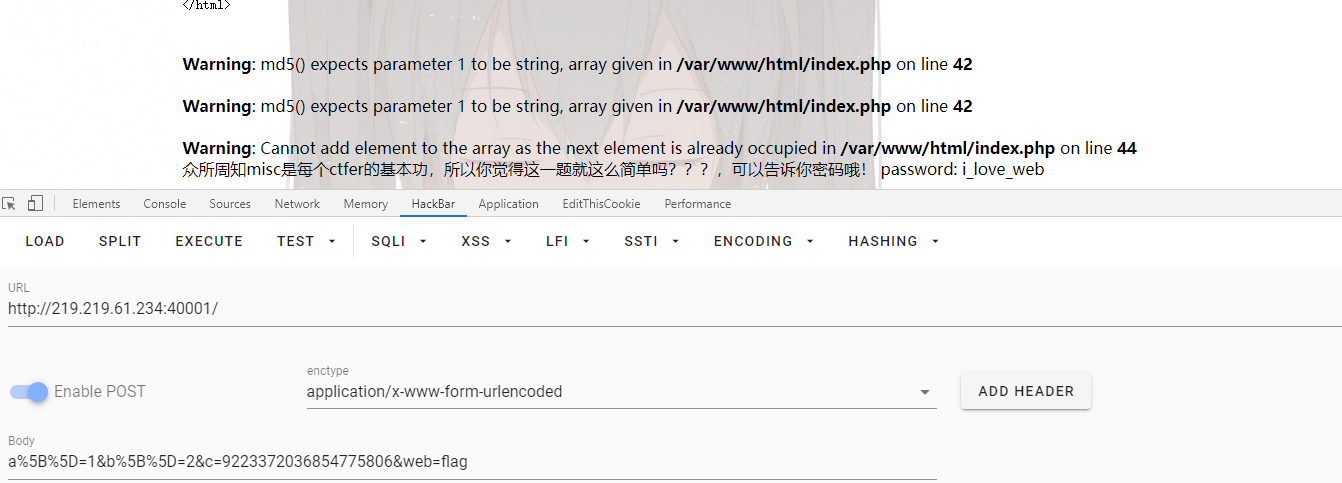 </html>
Warning: md5() expects parameter 1 to be string, array given in /var/www/html/index.php on line 42
Warning: md5() expects parameter 1 to be string, array given in /var/www/html/index.php on line 42
Warning: Cannot add element to the array as the next element is already occupied in /var/www/html/index.php on line 44
众所周知misc是每个ctfer的基本功，所以你觉得这一题就这么简单吗？？？，可以告诉你密码哦！ password: i_love_web
Elements Console Sources Network Memory HackBar Application EditThisCookie Performance
LOAD SPLIT EXECUTE TEST SQLI XSS LFI SSTI ENCODING HASHING
URL
http://219.219.61.234:40001/
enctype
Enable POST application/x-www-form-urlencoded ADD HEADER
Body
a%5B%5D=1&b%5B%5D=2&c=9223372036854775806&web=flag